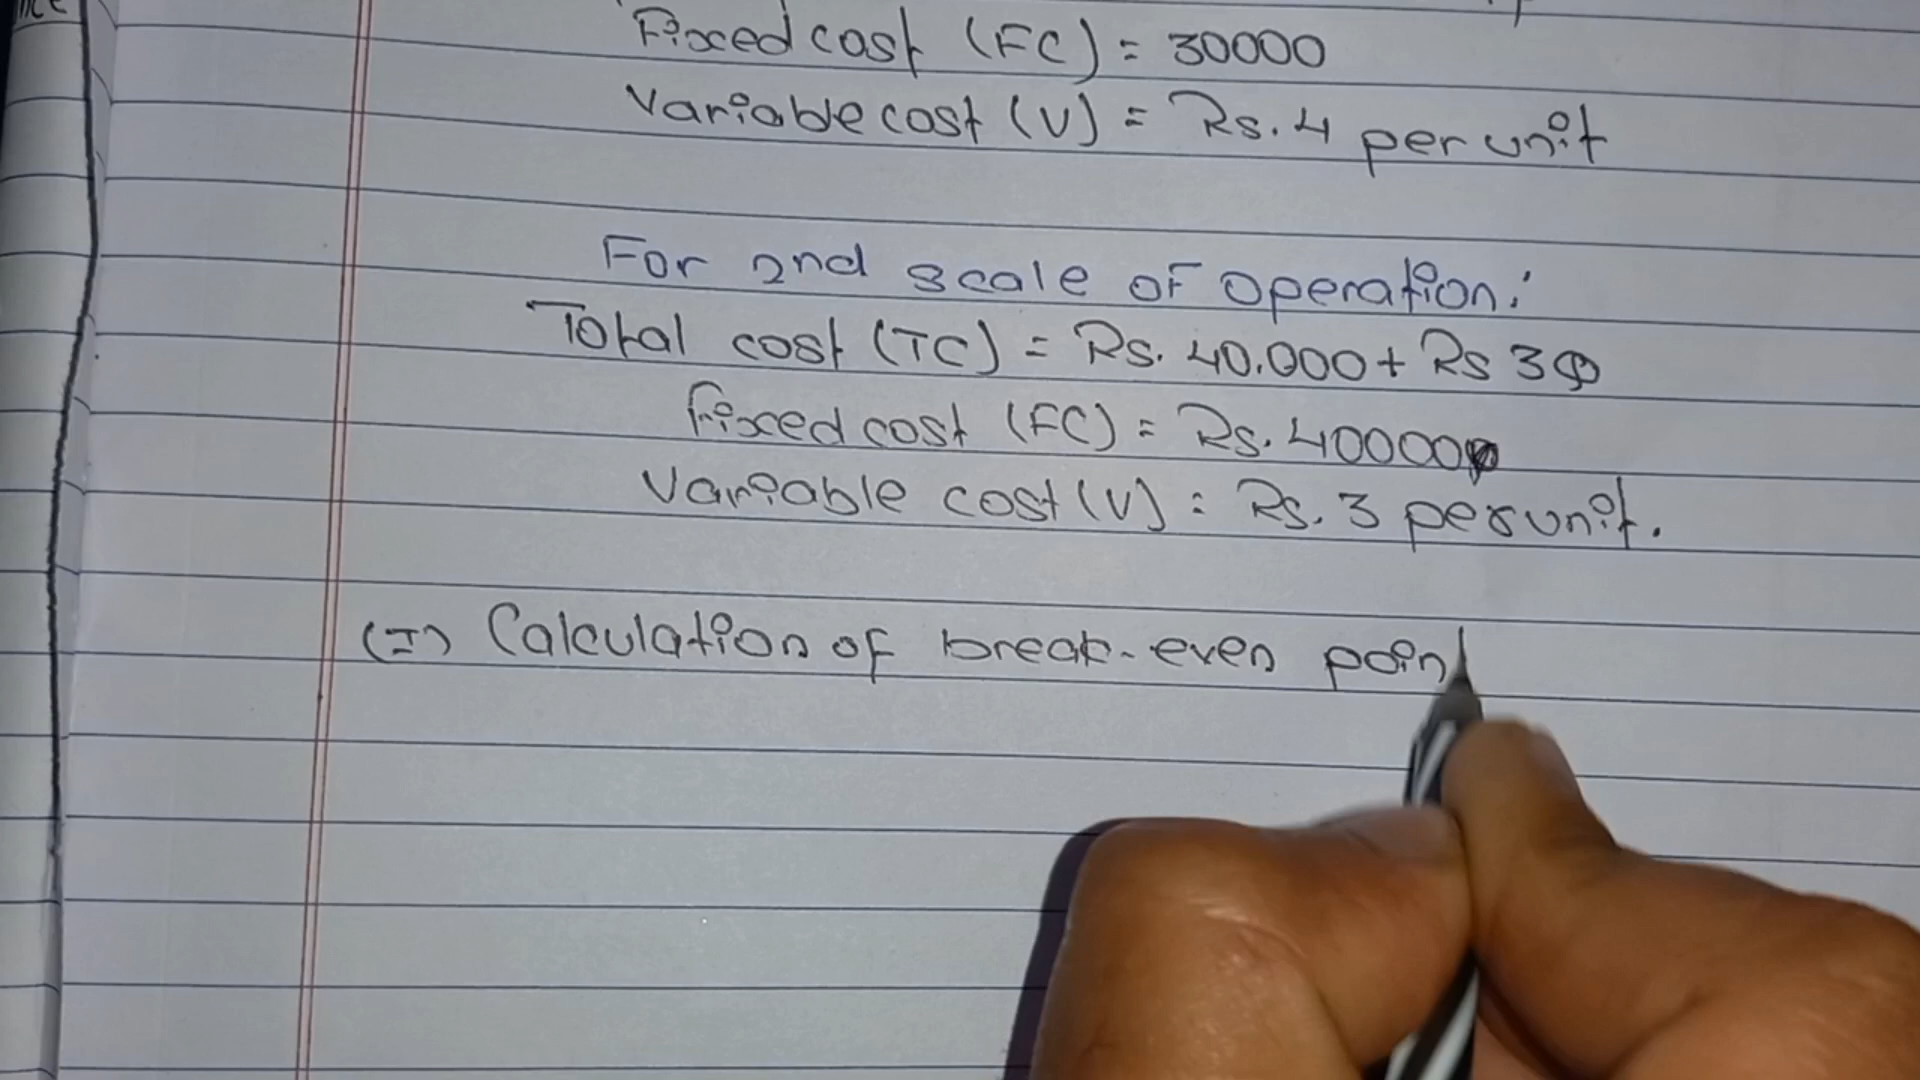 Fixed cost (FC) = 30000
Variable cost (V) = Rs. 4 per unit
For 2nd scale of operation:
Total cost (TC) = Rs. 40.000 + Rs 3Q
Fixed cost (FC) = Rs. 40000
Variable cost (V) = Rs. 3 per unit.
(I) Calculation of break-even point